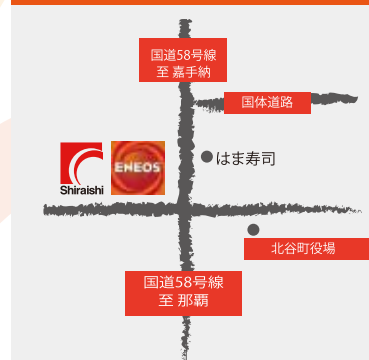 国道58号線
至 嘉手納
国体道路
はま寿司
ENEOS
Shiraishi
北谷町役場
国道58号線
至 那覇